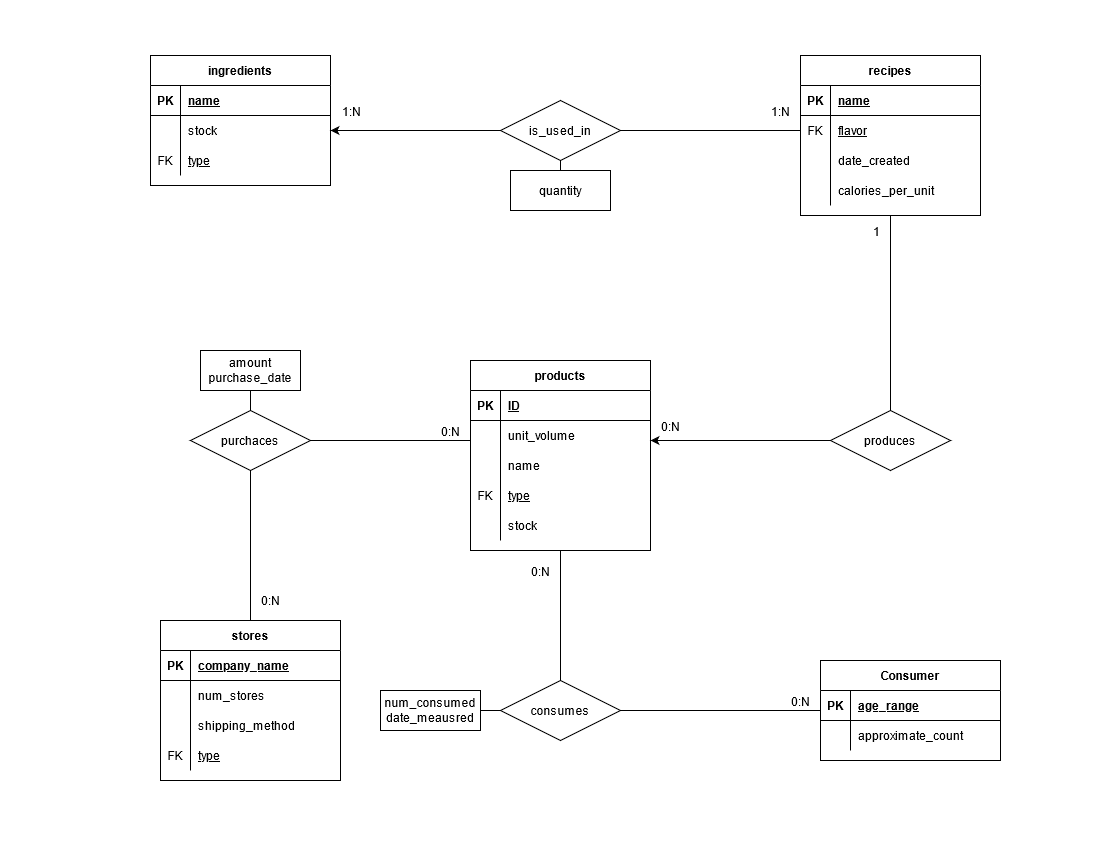 ingredients
PK name
stock
FK type
1:N
is_used_in
quantity
1:N
recipes
PK name
FK flavor
date_created
calories_per_unit
1
amount
purchase_date
purchaces
0:N
products
PK ID
unit_volume
name
FK type
stock
0:N
produces
0:N
0:N
stores
PK company_name
num_stores
shipping_method
FK type
num_consumed
date_meausred
consumes
0:N
Consumer
PK age_range
approximate_count